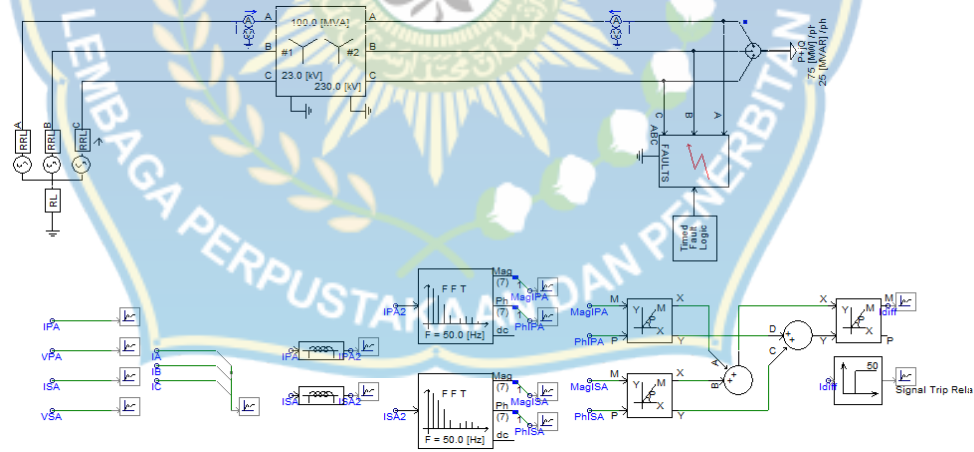 A
100.0 [MVA]
A
A
B
#1
#2
B
C
23.0 [kV]
230.0 [kV]
C
P+jQ
75 [MW] /ph
25 [MVAR] /ph
A
RRL
B
RRL
C
RRL
RL
C
B
A
ABC
FAULTS
Timed
Fault
Logic
LEMBAGA PERPUSTAKAAN DAN PENERBITAN
IPA
VPA
ISA
VSA
IA
IB
IC
IPA
IPA2
ISA
ISA2
IPA2
FFT
F = 50.0 [Hz]
Mag
(7)
Ph
(7)
dc
MagIPA
PhIPA
ISA2
FFT
F = 50.0 [Hz]
Mag
(7)
Ph
(7)
dc
MagISA
PhISA
MagIPA
M
PhIPA
P
Y
M
P
X
X
Y
MagISA
M
PhISA
P
Y
M
P
X
X
Y
A
B
+
+
D
C
+
+
X
Y
Y
M
P
X
M
P
Idiff
Idiff
50
Signal Trip Rela